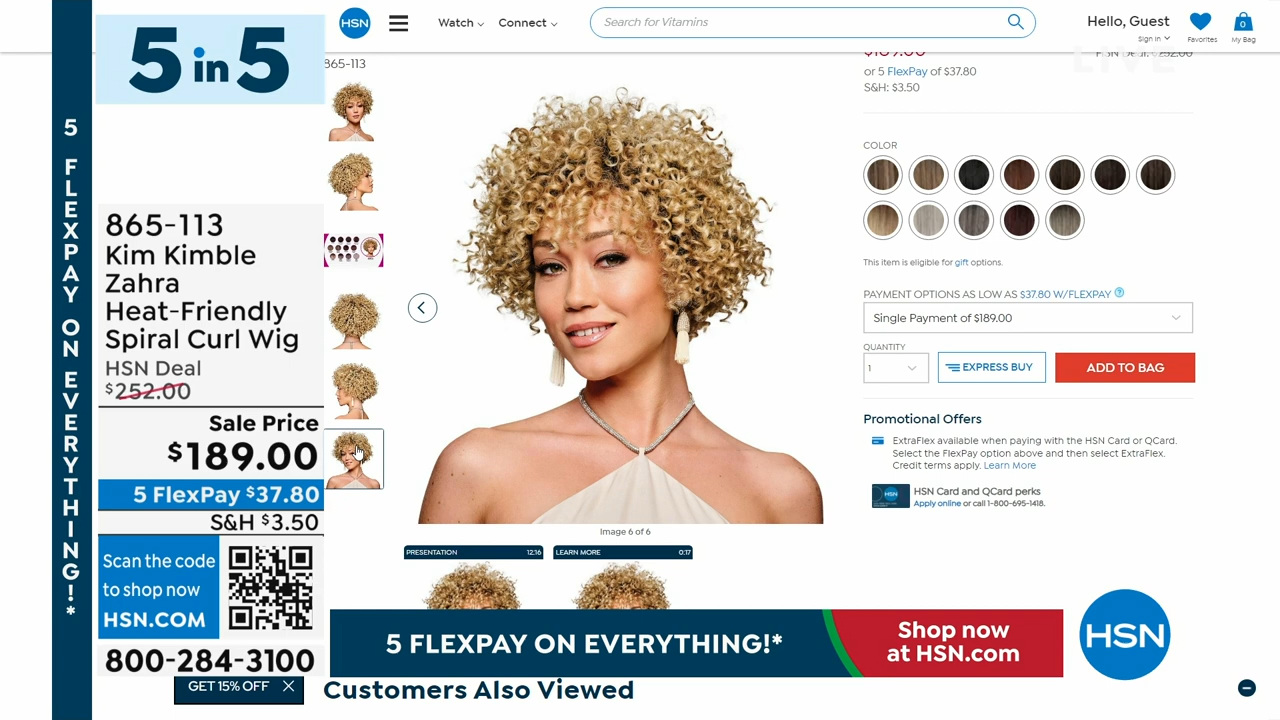 5 in 5
5 FLEXPAY ON EVERYTHING!*
865-113
Kim Kimble
Zahra
Heat-Friendly
Spiral Curl Wig
HSN Deal
$252.00
Sale Price
$189.00
5 FlexPay $37.80
S&H $3.50
Scan the code
to shop now
HSN.COM
800-284-3100
GET 15% OFF
HSN
Watch
Connect
Search for Vitamins
Hello, Guest
Sign In
Favorites
0
My Bag
LIVE
865-113
$189.00
HSN Deal: $252.00
or 5 FlexPay of $37.80
S&H: $3.50
COLOR
This item is eligible for gift options.
PAYMENT OPTIONS AS LOW AS $37.80 W/FLEXPAY ?
Single Payment of $189.00
QUANTITY
1
EXPRESS BUY
ADD TO BAG
Promotional Offers
ExtraFlex available when paying with the HSN Card or QCard.
Select the FlexPay option above and then select ExtraFlex.
Credit terms apply. Learn More
HSN
HSN Card and QCard perks
Apply online or call 1-800-695-1418.
Image 6 of 6
PRESENTATION 12:16
LEARN MORE 0:17
5 FLEXPAY ON EVERYTHING!*
Shop now
at HSN.com
HSN
Customers Also Viewed